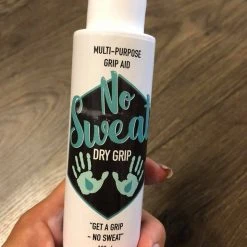 MULTI-PURPOSE
GRIP AID
No
Sweat
DRY GRIP
"GET A GRIP
- NO SWEAT"